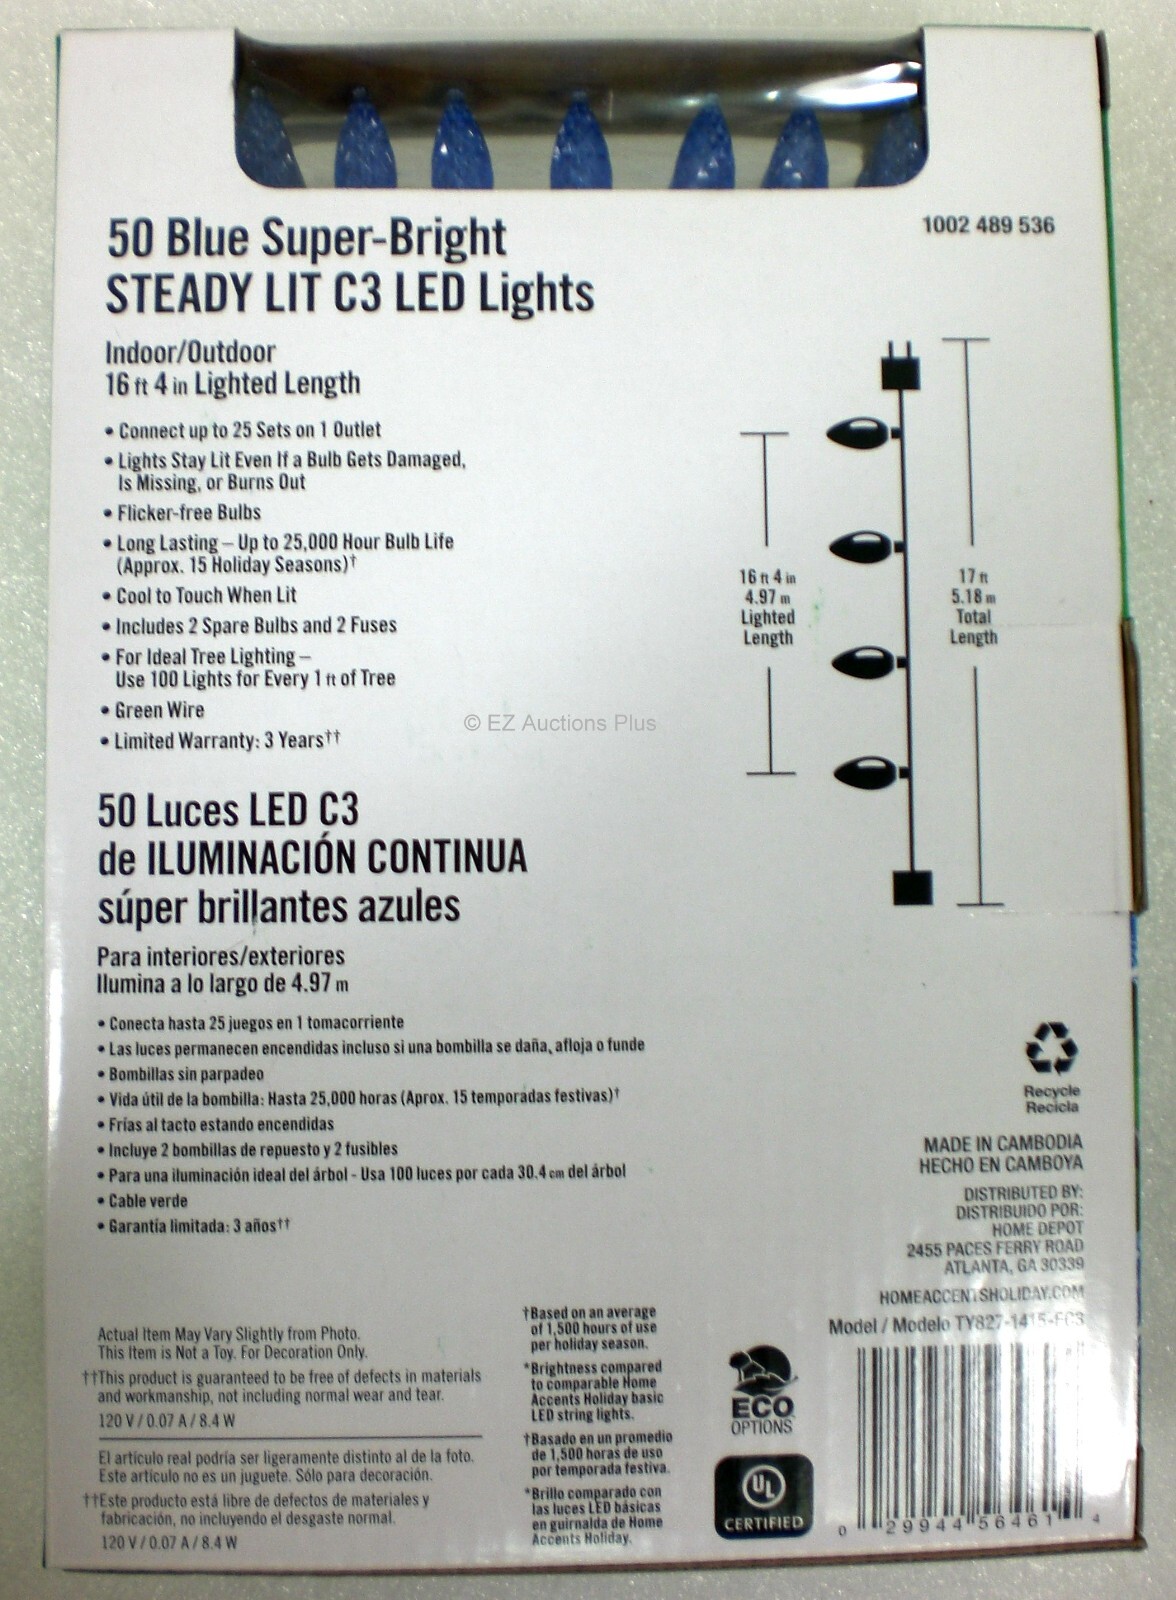 50 Blue Super-Bright
STEADY LIT C3 LED Lights
1002 489 536
Indoor/Outdoor
16 ft 4 in Lighted Length
• Connect up to 25 Sets on 1 Outlet
• Lights Stay Lit Even If a Bulb Gets Damaged,
Is Missing, or Burns Out
• Flicker-free Bulbs
• Long Lasting – Up to 25,000 Hour Bulb Life
(Approx. 15 Holiday Seasons)†
• Cool to Touch When Lit
• Includes 2 Spare Bulbs and 2 Fuses
• For Ideal Tree Lighting –
Use 100 Lights for Every 1 ft of Tree
• Green Wire
• Limited Warranty: 3 Years††
16 ft 4 in
4.97 m
Lighted
Length
17 ft
5.18 m
Total
Length
© EZ Auctions Plus
50 Luces LED C3
de ILUMINACIÓN CONTINUA
súper brillantes azules
Para interiores/exteriores
Ilumina a lo largo de 4.97 m
• Conecta hasta 25 juegos en 1 tomacorriente
• Las luces permanecen encendidas incluso si una bombilla se daña, afloja o funde
• Bombillas sin parpadeo
• Vida útil de la bombilla: Hasta 25,000 horas (Aprox. 15 temporadas festivas)†
• Frías al tacto estando encendidas
• Incluye 2 bombillas de repuesto y 2 fusibles
• Para una iluminación ideal del árbol - Usa 100 luces por cada 30.4 cm del árbol
• Cable verde
• Garantía limitada: 3 años††
Recycle
Recicla
MADE IN CAMBODIA
HECHO EN CAMBOYA
DISTRIBUTED BY:
DISTRIBUIDO POR:
HOME DEPOT
2455 PACES FERRY ROAD
ATLANTA, GA 30339
HOMEACCENTSHOLIDAY.COM
Model / Modelo TY827-1415-FC3
Actual Item May Vary Slightly from Photo.
This Item is Not a Toy. For Decoration Only.
††This product is guaranteed to be free of defects in materials
and workmanship, not including normal wear and tear.
120 V / 0.07 A / 8.4 W
El artículo real podría ser ligeramente distinto al de la foto.
Este artículo no es un juguete. Sólo para decoración.
††Este producto está libre de defectos de materiales y
fabricación, no incluyendo el desgaste normal.
120 V / 0.07 A / 8.4 W
†Based on an average
of 1,500 hours of use
per holiday season.
*Brightness compared
to comparable Home
Accents Holiday basic
LED string lights.
†Basado en un promedio
de 1,500 horas de uso
por temporada festiva.
*Brillo comparado con
las luces LED básicas
en guirnalda de Home
Accents Holiday.
ECO
OPTIONS
UL
CERTIFIED
0 29944 56461 4